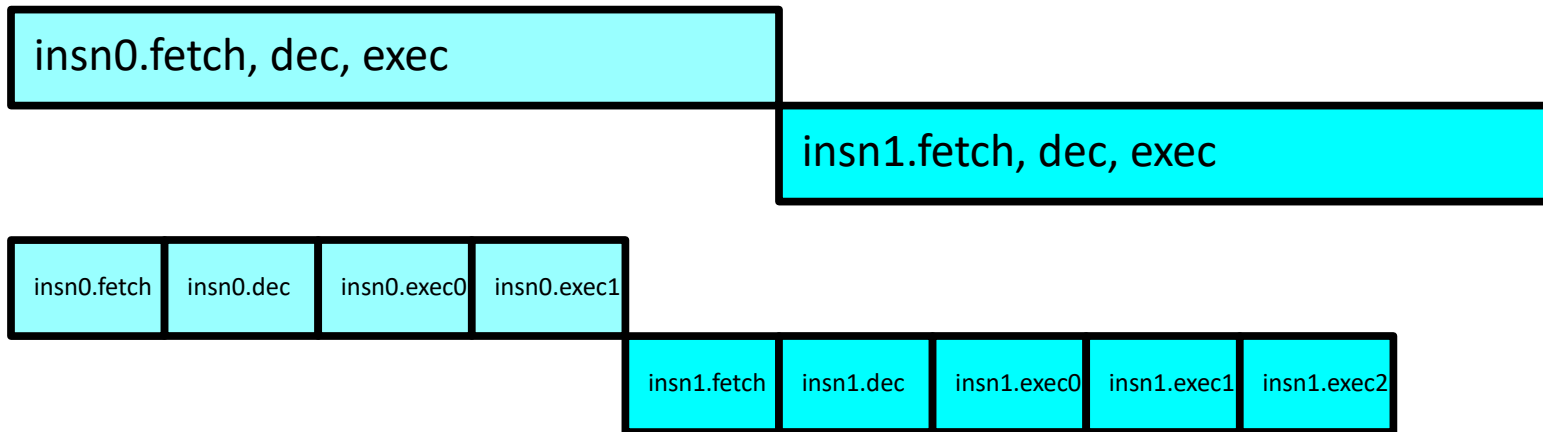 insn0.fetch, dec, exec
insn1.fetch, dec, exec
insn0.fetch insn0.dec insn0.exec0 insn0.exec1
insn1.fetch insn1.dec insn1.exec0 insn1.exec1 insn1.exec2